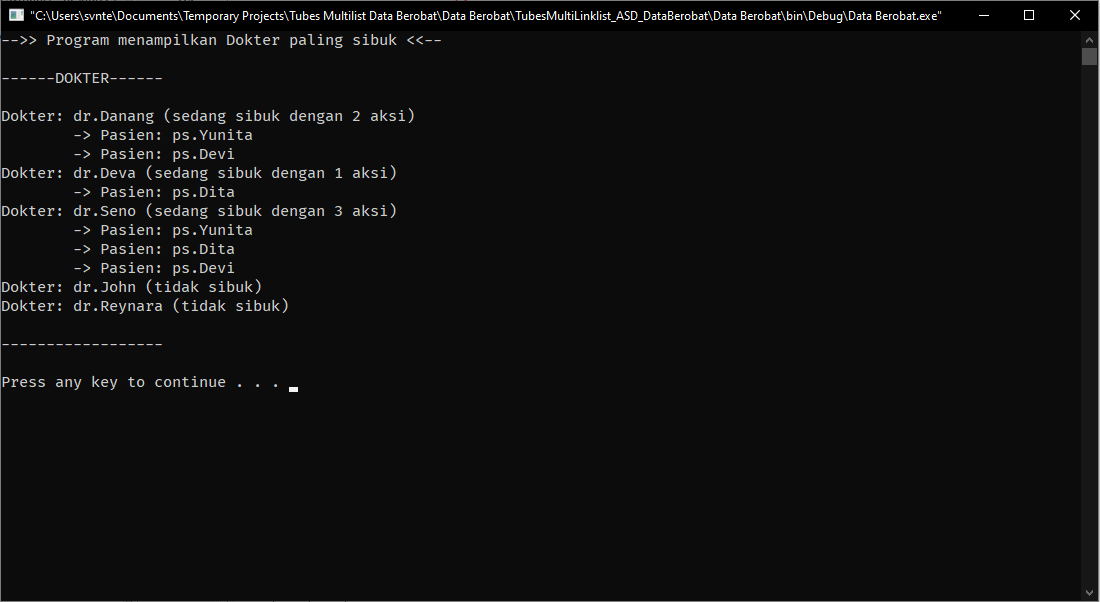 "C:\Users\svnte\Documents\Temporary Projects\Tubes Multilist Data Berobat\Data Berobat\TubesMultiLinklist_ASD_DataBerobat\Data Berobat\bin\Debug\Data Berobat.exe"
-->> Program menampilkan Dokter paling sibuk <<--
------DOKTER------
Dokter: dr.Danang (sedang sibuk dengan 2 aksi)
-> Pasien: ps.Yunita
-> Pasien: ps.Devi
Dokter: dr.Deva (sedang sibuk dengan 1 aksi)
-> Pasien: ps.Dita
Dokter: dr.Seno (sedang sibuk dengan 3 aksi)
-> Pasien: ps.Yunita
-> Pasien: ps.Dita
-> Pasien: ps.Devi
Dokter: dr.John (tidak sibuk)
Dokter: dr.Reynara (tidak sibuk)
------------------
Press any key to continue . . .